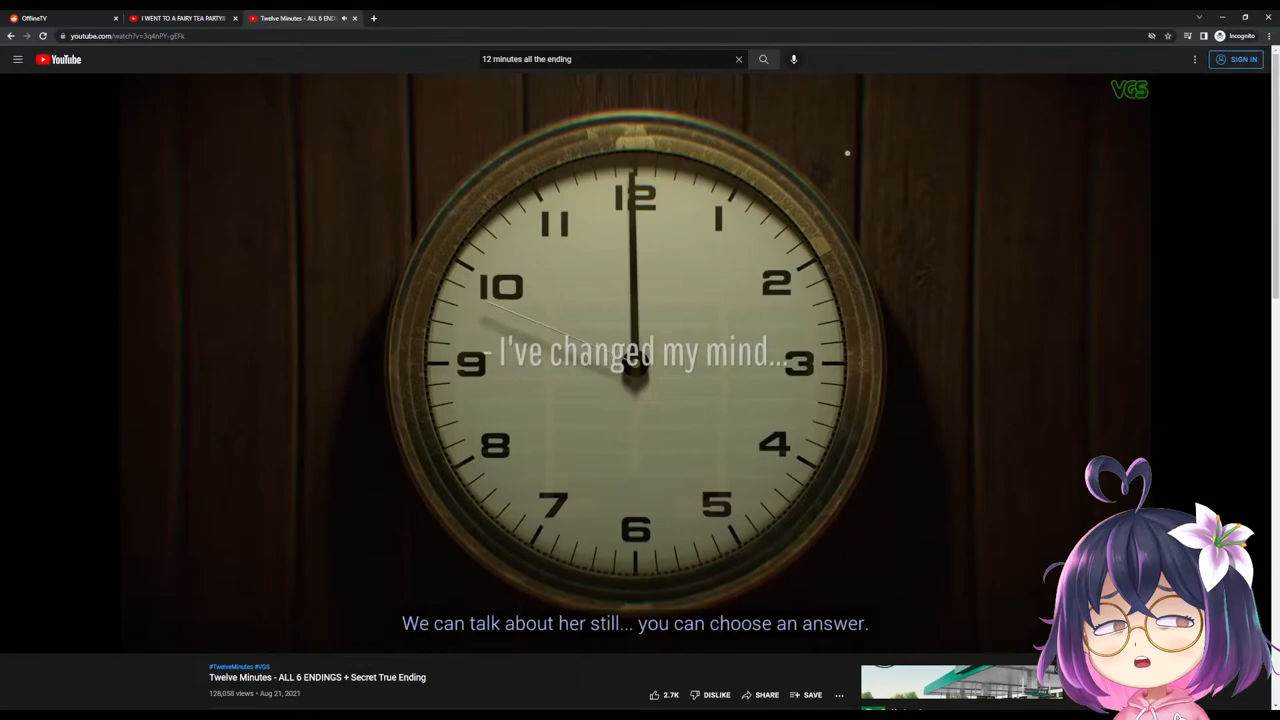 OfflineTV
I WENT TO A FAIRY TEA PARTY!!
Twelve Minutes - ALL 6 ENDI
youtube.com/watch?v=3q4nPY-gEFk
Incognito
YouTube
12 minutes all the ending
SIGN IN
VGS
12
11
1
10
2
- I've changed my mind...
9
3
8
4
7
5
6
We can talk about her still... you can choose an answer.
#TwelveMinutes #VGS
Twelve Minutes - ALL 6 ENDINGS + Secret True Ending
128,058 views • Aug 21, 2021
2.7K
DISLIKE
SHARE
SAVE